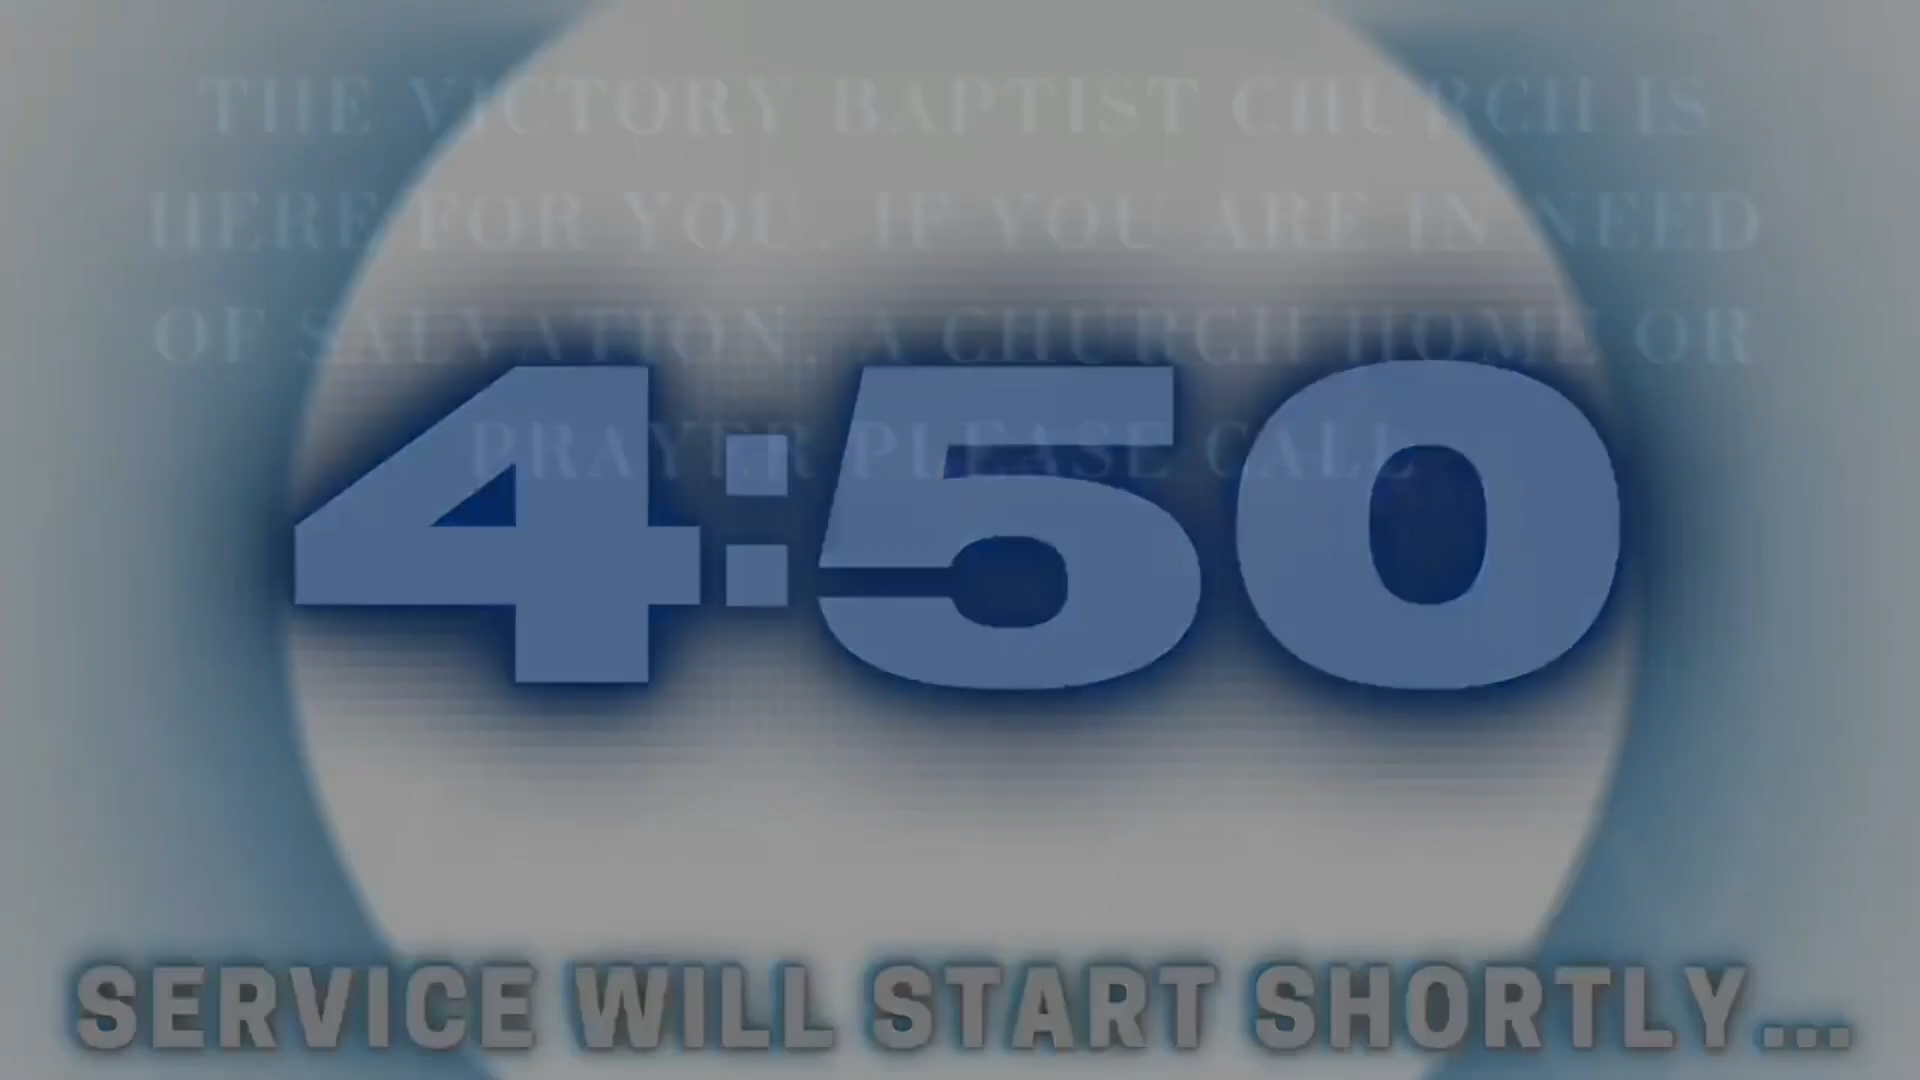 THE VICTORY BAPTIST CHURCH IS
HERE FOR YOU. IF YOU ARE IN NEED
OF SALVATION, A CHURCH HOME OR
PRAYER PLEASE CALL
4:50
SERVICE WILL START SHORTLY...